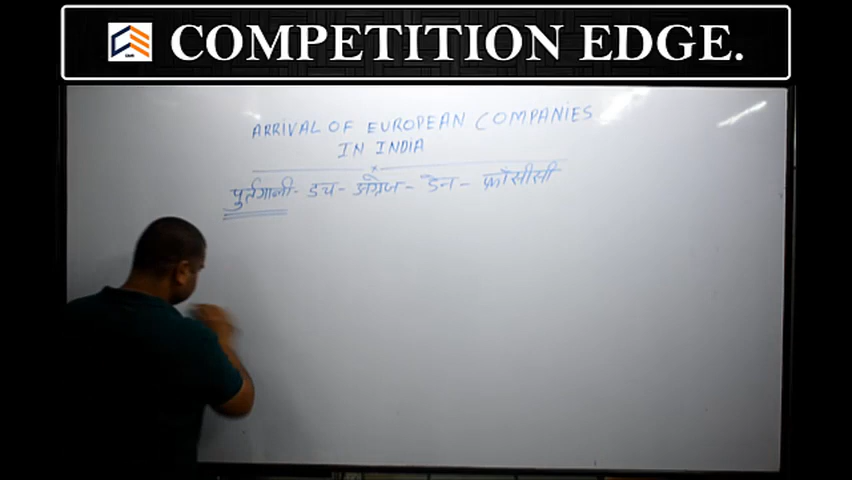 COMPETITION EDGE.
ARRIVAL OF EUROPEAN COMPANIES
IN INDIA
पुर्तगाली - डच - अंग्रेज - डेन - फ्रांसीसी